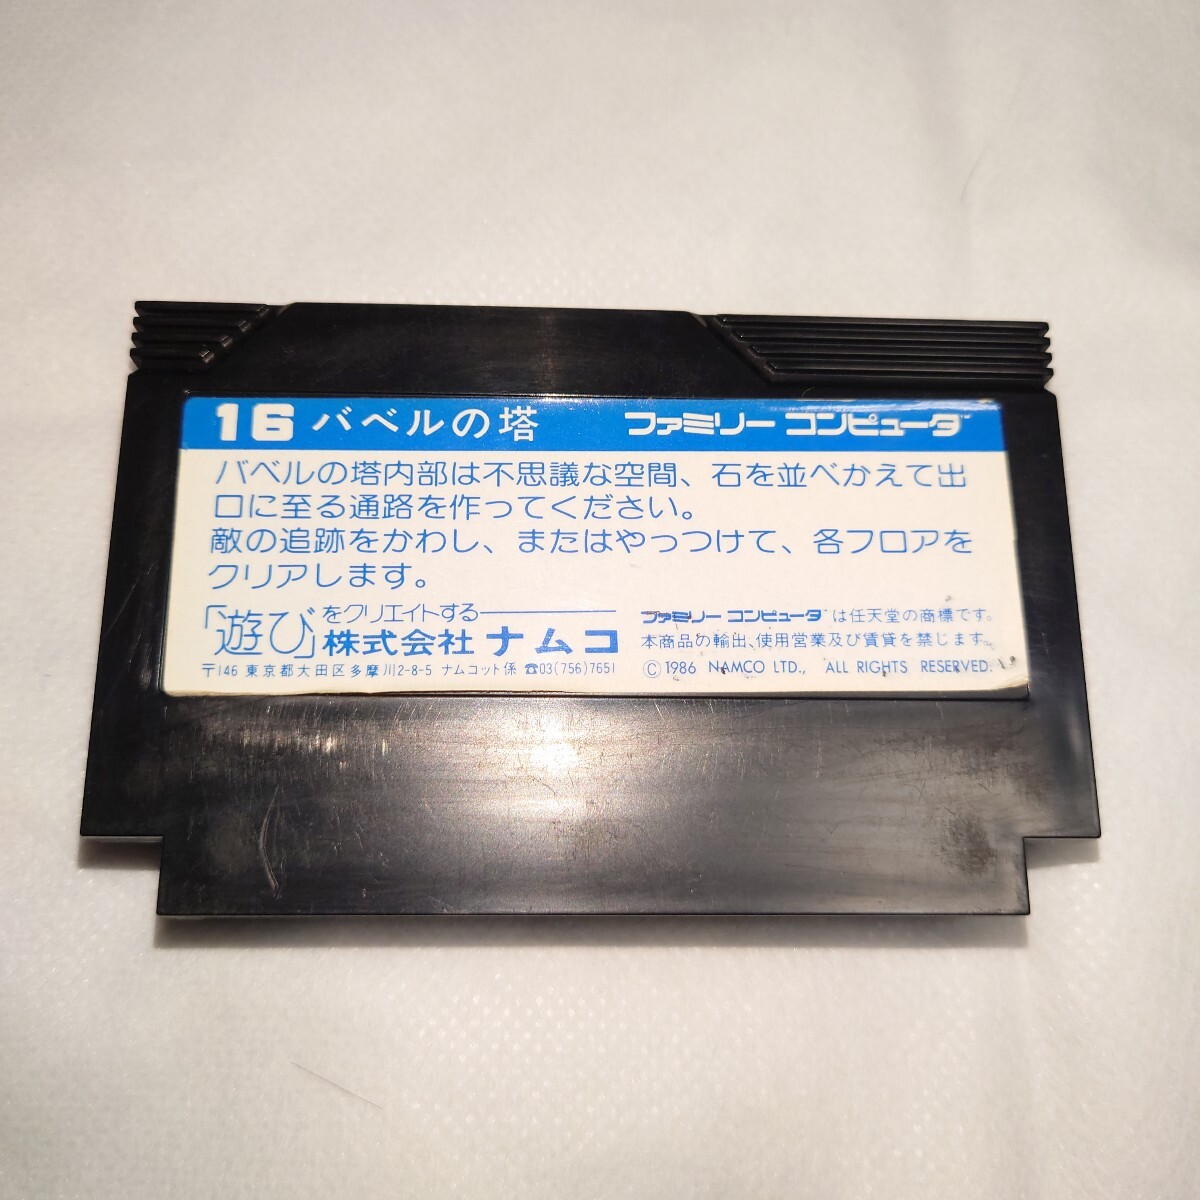 16 バベルの塔 ファミリー コンピュータ™
バベルの塔内部は不思議な空間、石を並べかえて出
口に至る通路を作ってください。
敵の追跡をかわし、またはやっつけて、各フロアを
クリアします。
「遊び」をクリエイトする
株式会社 ナムコ
〒146 東京都大田区多摩川2-8-5 ナムコット係 ☎03(756)7651
ファミリー コンピュータ™は任天堂の商標です。
本商品の輸出、使用営業及び賃貸を禁じます。
©1986 NAMCO LTD., ALL RIGHTS RESERVED.